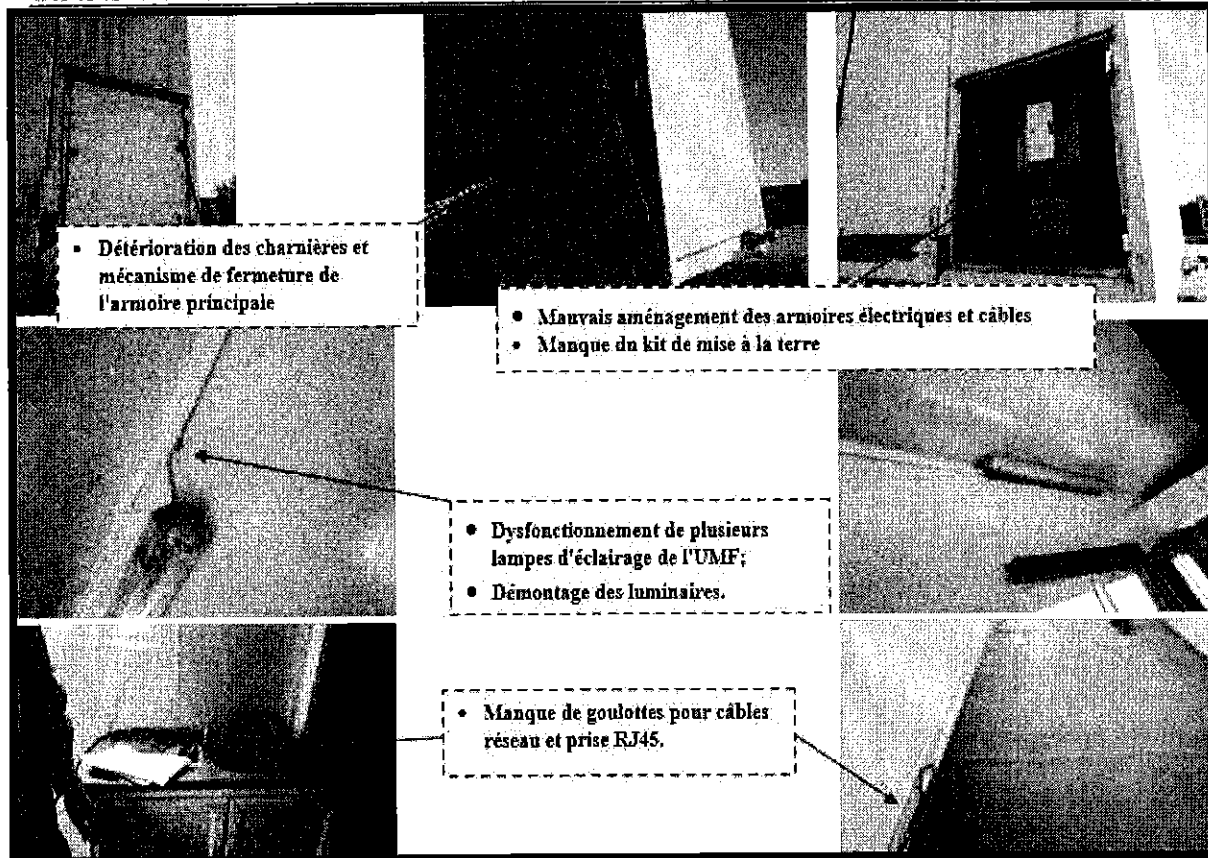 • Détérioration des charnières et
mécanisme de fermeture de
l'armoire principale
• Mauvais aménagement des armoires électriques et câbles
• Manque du kit de mise à la terre
• Dysfonctionnement de plusieurs
lampes d'éclairage de l'UMF;
• Démontage des luminaires.
• Manque de goulottes pour câbles
réseau et prise RJ45.